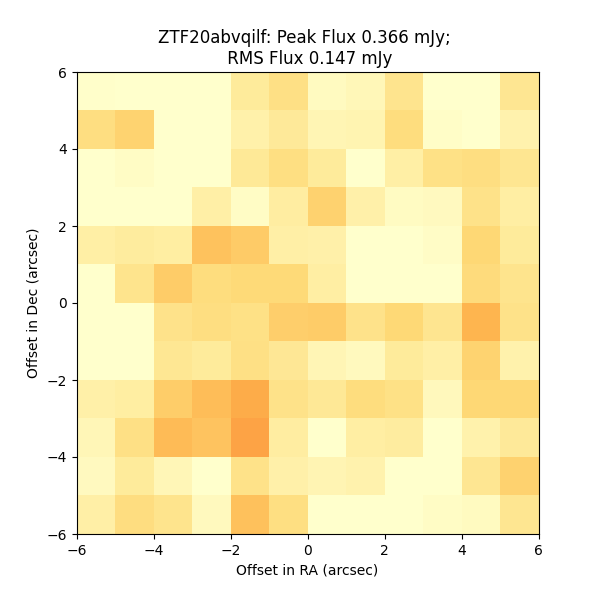 ZTF20abvqilf: Peak Flux 0.366 mJy;
RMS Flux 0.147 mJy
6
4
2
0
−2
−4
−6
Offset in Dec (arcsec)
−6 −4 −2 0 2 4 6
Offset in RA (arcsec)